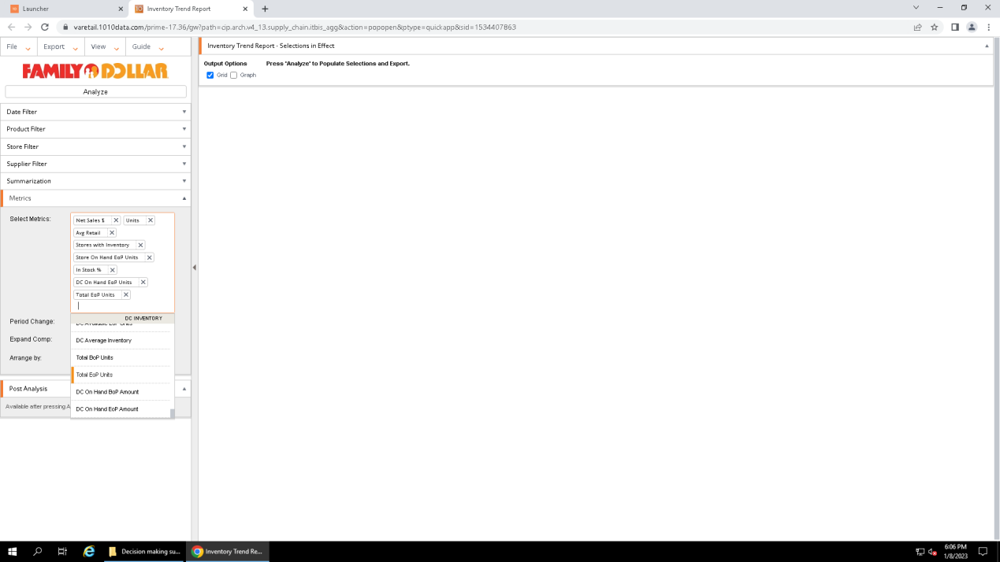 Launcher
Inventory Trend Report
varetail.1010data.com/prime-17.36/gw?path=cip.arch.v4_13.supply_chain.itbis_agg&action=popopen&ptype=quickapp&sid=1534407863
File Export View Guide
FAMILY DOLLAR
Analyze
Date Filter
Product Filter
Store Filter
Supplier Filter
Summarization
Metrics
Select Metrics:
Net Sales $ Units
Avg Retail
Stores with Inventory
Store On Hand EoP Units
In Stock %
DC On Hand EoP Units
Total EoP Units
DC INVENTORY
DC Available EoP Units
DC Average Inventory
Total BoP Units
Total EoP Units
DC On Hand BoP Amount
DC On Hand EoP Amount
Period Change:
Expand Comp:
Arrange by:
Post Analysis
Available after pressing A
Inventory Trend Report - Selections in Effect
Output Options Press 'Analyze' to Populate Selections and Export.
Grid Graph
Decision making su...
Inventory Trend Re...
6:06 PM
1/8/2023